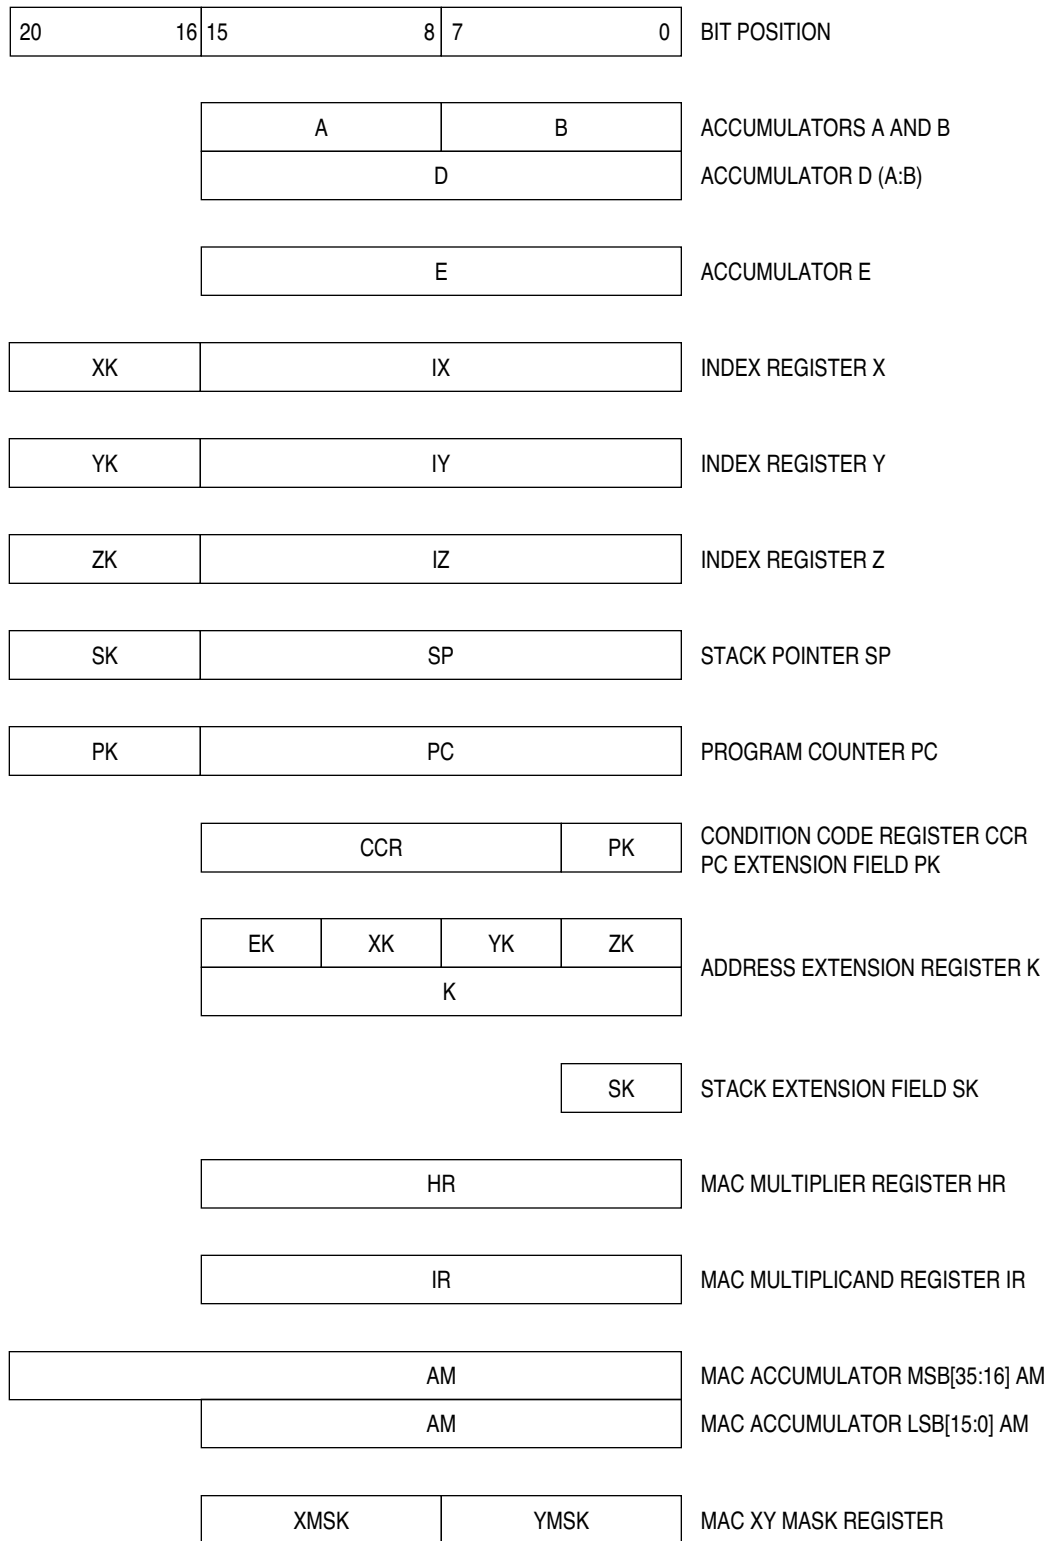 20 16 15 8 7 0 BIT POSITION
A B ACCUMULATORS A AND B
D ACCUMULATOR D (A:B)
E ACCUMULATOR E
XK IX INDEX REGISTER X
YK IY INDEX REGISTER Y
ZK IZ INDEX REGISTER Z
SK SP STACK POINTER SP
PK PC PROGRAM COUNTER PC
CCR PK CONDITION CODE REGISTER CCR
PC EXTENSION FIELD PK
EK XK YK ZK
ADDRESS EXTENSION REGISTER K
K
SK STACK EXTENSION FIELD SK
HR MAC MULTIPLIER REGISTER HR
IR MAC MULTIPLICAND REGISTER IR
AM MAC ACCUMULATOR MSB[35:16] AM
AM MAC ACCUMULATOR LSB[15:0] AM
XMSK YMSK MAC XY MASK REGISTER